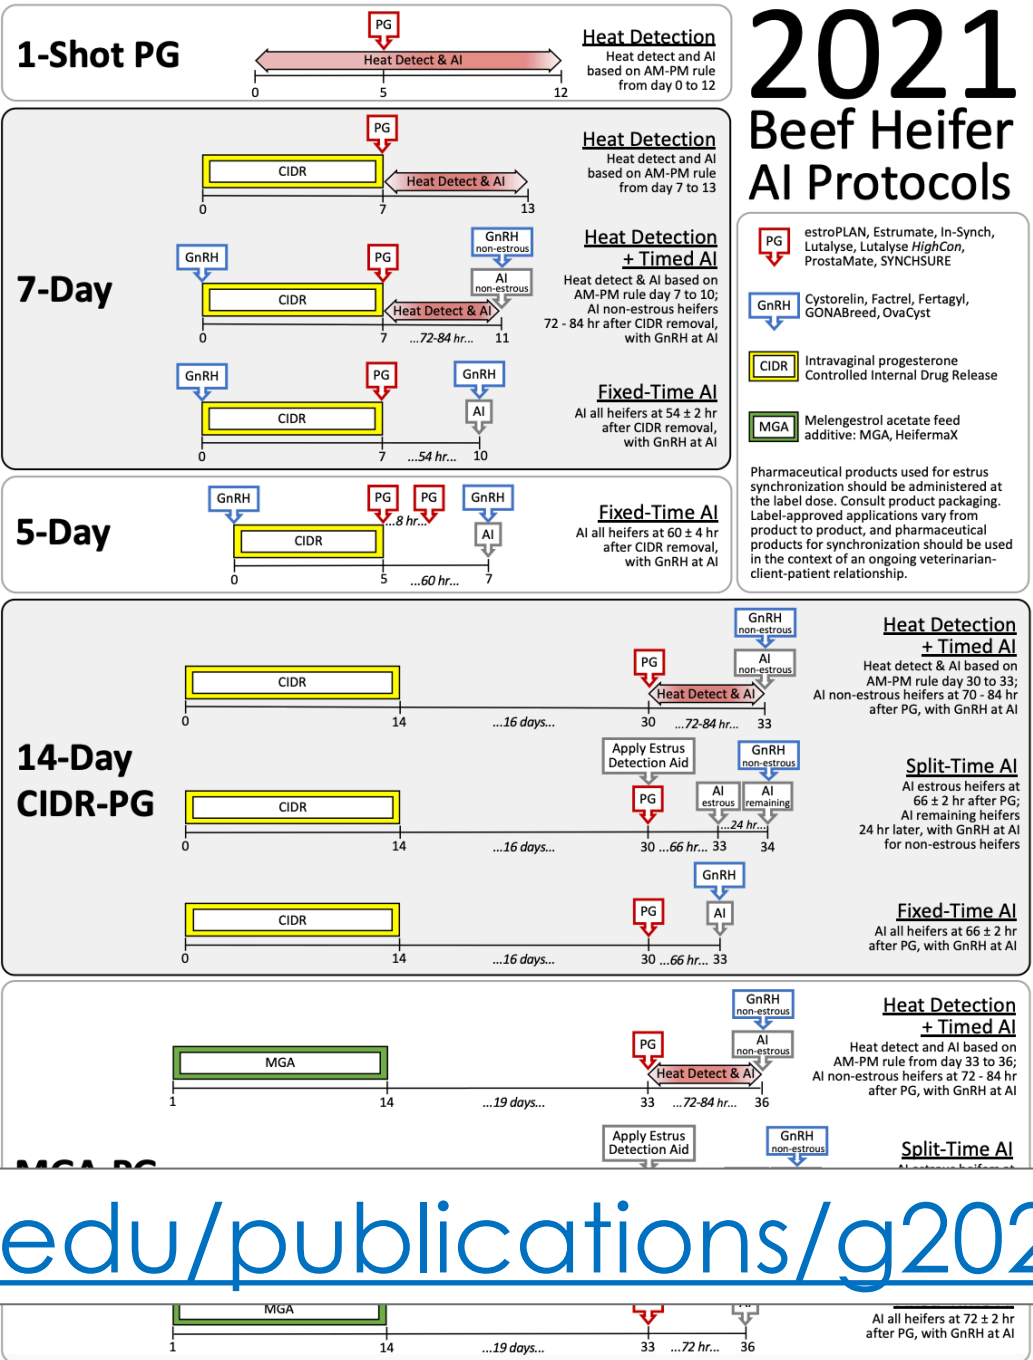 2021
Beef Heifer
AI Protocols
1-Shot PG
PG
Heat Detect & AI
0
5
12
Heat Detection
Heat detect and AI
based on AM-PM rule
from day 0 to 12
7-Day
PG
CIDR
Heat Detect & AI
0
7
13
Heat Detection
Heat detect and AI
based on AM-PM rule
from day 7 to 13
GnRH
PG
GnRH
non-estrous
AI
non-estrous
CIDR
Heat Detect & AI
0
7
...72-84 hr...
11
Heat Detection
+ Timed AI
Heat detect & AI based on
AM-PM rule day 7 to 10;
AI non-estrous heifers
72 - 84 hr after CIDR removal,
with GnRH at AI
GnRH
PG
GnRH
CIDR
AI
0
7
...54 hr...
10
Fixed-Time AI
AI all heifers at 54 ± 2 hr
after CIDR removal,
with GnRH at AI
PG
estroPLAN, Estrumate, In-Synch,
Lutalyse, Lutalyse HighCon,
ProstaMate, SYNCHSURE
GnRH
Cystorelin, Factrel, Fertagyl,
GONABreed, OvaCyst
CIDR
Intravaginal progesterone
Controlled Internal Drug Release
MGA
Melengestrol acetate feed
additive: MGA, HeifermaX
Pharmaceutical products used for estrus
synchronization should be administered at
the label dose. Consult product packaging.
Label-approved applications vary from
product to product, and pharmaceutical
products for synchronization should be used
in the context of an ongoing veterinarian-
client-patient relationship.
5-Day
GnRH
PG
...8 hr...
PG
GnRH
CIDR
AI
0
5
...60 hr...
7
Fixed-Time AI
AI all heifers at 60 ± 4 hr
after CIDR removal,
with GnRH at AI
14-Day
CIDR-PG
CIDR
PG
GnRH
non-estrous
AI
non-estrous
Heat Detect & AI
0
14
...16 days...
30
...72-84 hr...
33
Heat Detection
+ Timed AI
Heat detect & AI based on
AM-PM rule day 30 to 33;
AI non-estrous heifers at 70 - 84 hr
after PG, with GnRH at AI
Apply Estrus
Detection Aid
GnRH
non-estrous
CIDR
PG
AI
estrous
AI
remaining
...24 hr...
0
14
...16 days...
30
...66 hr...
33
34
Split-Time AI
AI estrous heifers at
66 ± 2 hr after PG;
AI remaining heifers
24 hr later, with GnRH at AI
for non-estrous heifers
GnRH
CIDR
PG
AI
0
14
...16 days...
30
...66 hr...
33
Fixed-Time AI
AI all heifers at 66 ± 2 hr
after PG, with GnRH at AI
MGA-PG
MGA
PG
GnRH
non-estrous
AI
non-estrous
Heat Detect & AI
1
14
...19 days...
33
...72-84 hr...
36
Heat Detection
+ Timed AI
Heat detect and AI based on
AM-PM rule from day 33 to 36;
AI non-estrous heifers at 72 - 84 hr
after PG, with GnRH at AI
Apply Estrus
Detection Aid
GnRH
non-estrous
Split-Time AI
edu/publications/g202
MGA
AI
1
14
...19 days...
33
...72 hr...
36
AI all heifers at 72 ± 2 hr
after PG, with GnRH at AI